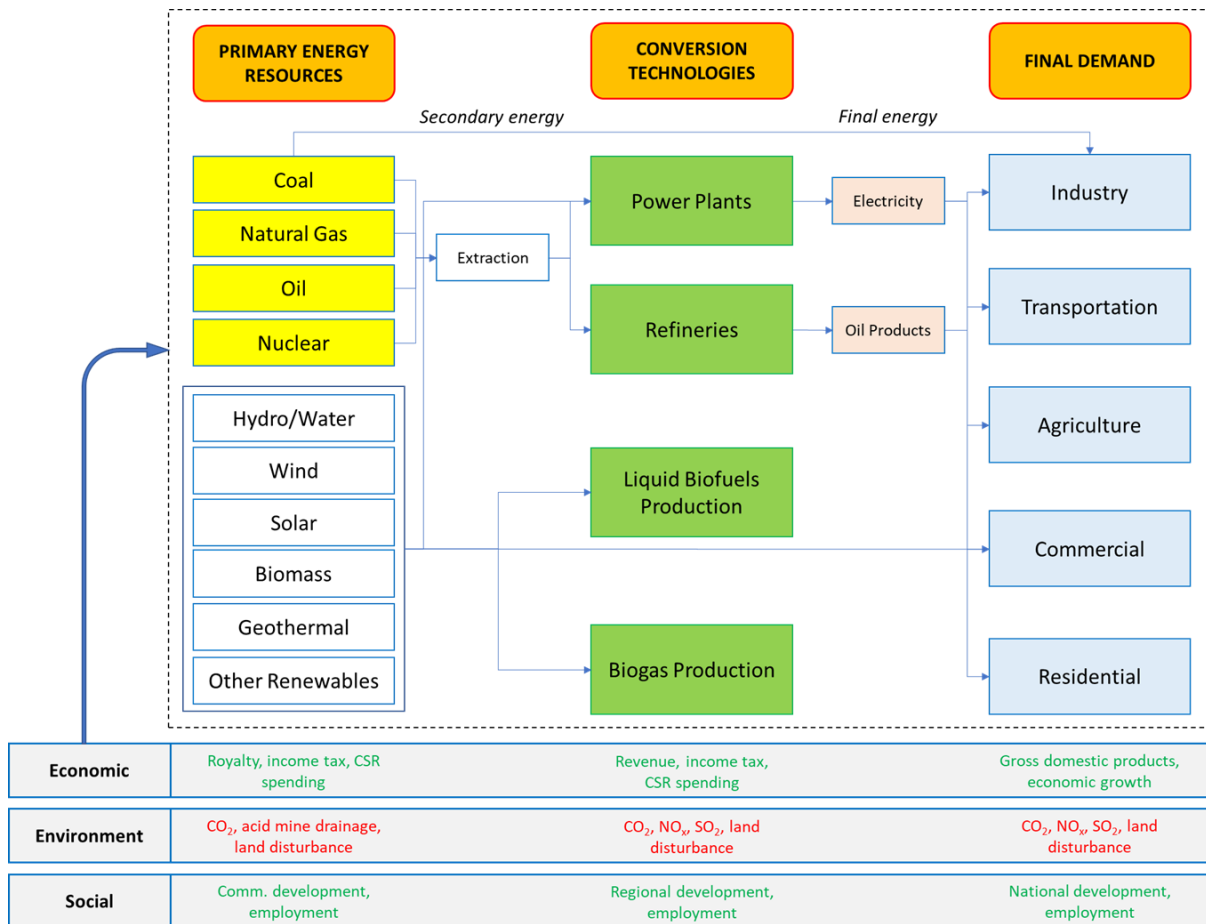 PRIMARY ENERGY
RESOURCES
CONVERSION
TECHNOLOGIES
FINAL DEMAND
Secondary energy
Final energy
Coal
Natural Gas
Oil
Nuclear
Extraction
Power Plants
Refineries
Electricity
Oil Products
Industry
Transportation
Hydro/Water
Wind
Solar
Biomass
Geothermal
Other Renewables
Liquid Biofuels
Production
Biogas Production
Agriculture
Commercial
Residential
Economic
Royalty, income tax, CSR
spending
Revenue, income tax,
CSR spending
Gross domestic products,
economic growth
Environment
CO₂, acid mine drainage,
land disturbance
CO₂, NOₓ, SO₂, land
disturbance
CO₂, NOₓ, SO₂, land
disturbance
Social
Comm. development,
employment
Regional development,
employment
National development,
employment